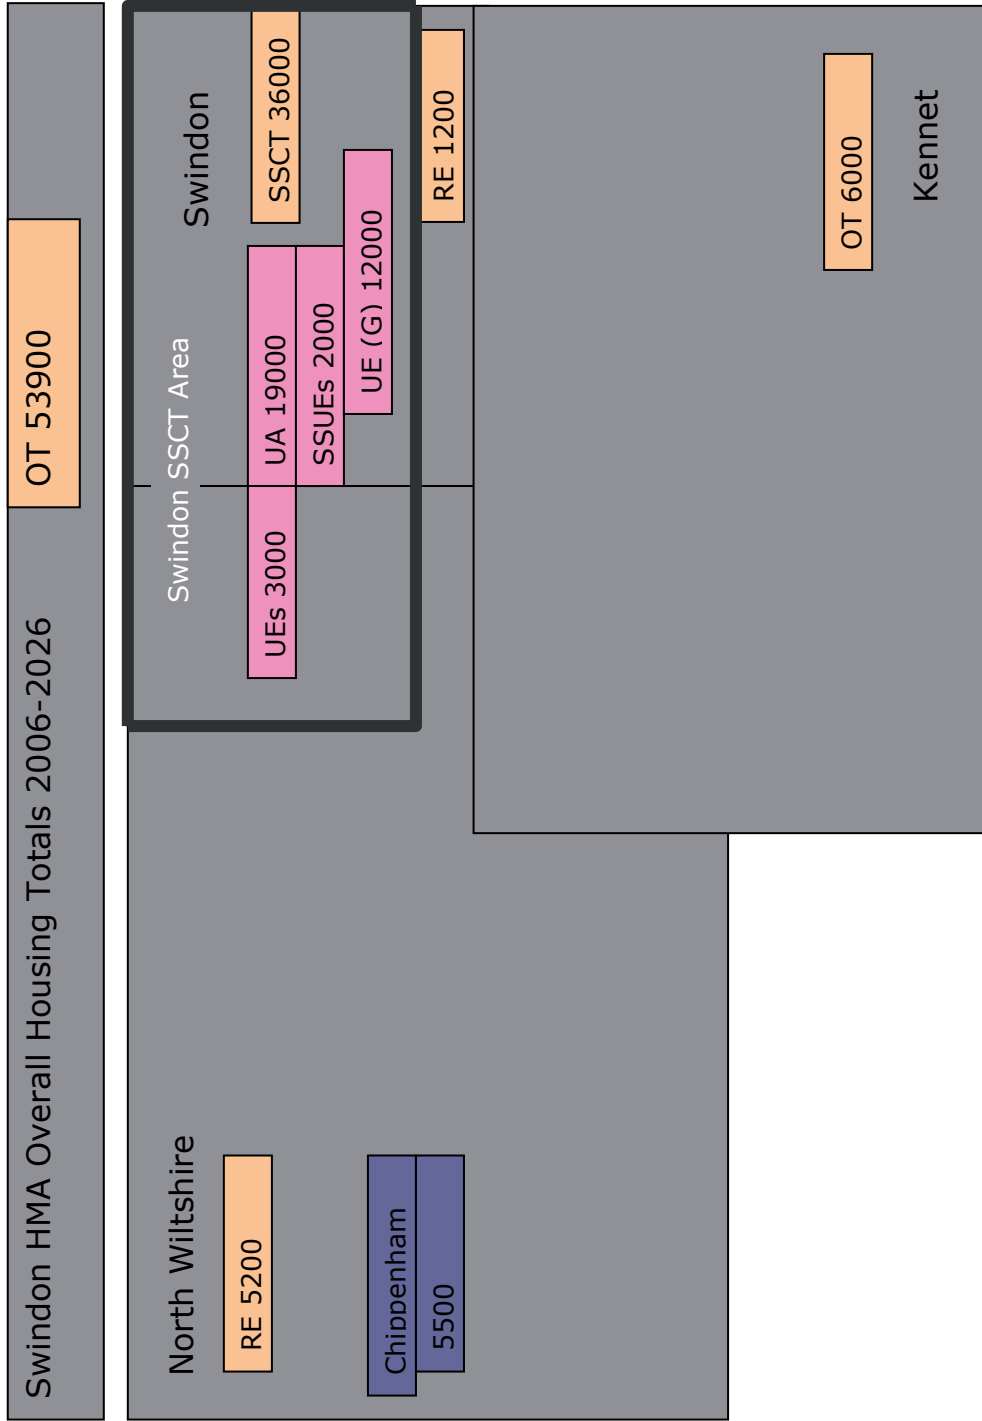 Swindon HMA Overall Housing Totals 2006-2026
OT 53900
North Wiltshire
Swindon SSCT Area
Swindon
RE 5200
UEs 3000
UA 19000
SSCT 36000
SSUEs 2000
UE (G) 12000
Chippenham
5500
RE 1200
OT 6000
Kennet